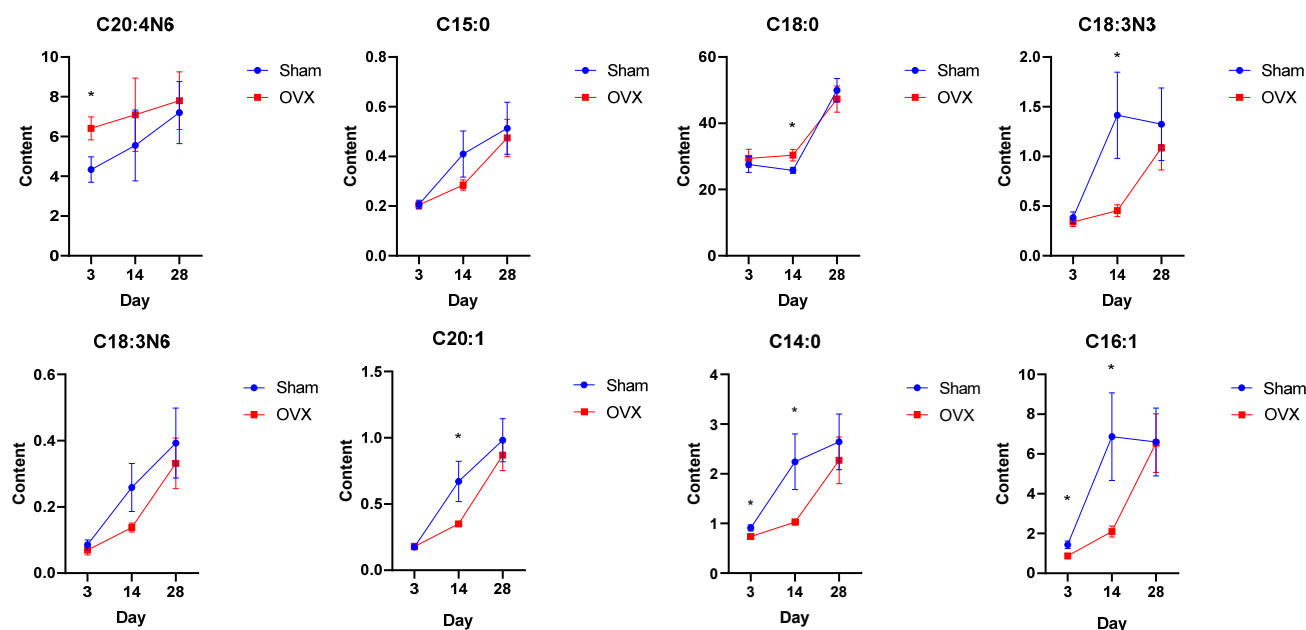 C20:4N6
10
8
6
4
2
0
Content
*
3 14 28
Day
Sham
OVX
C15:0
0.8
0.6
0.4
0.2
0.0
Content
3 14 28
Day
Sham
OVX
C18:0
60
40
20
0
Content
*
3 14 28
Day
Sham
OVX
C18:3N3
2.0
1.5
1.0
0.5
0.0
Content
*
3 14 28
Day
Sham
OVX
C18:3N6
0.6
0.4
0.2
0.0
Content
3 14 28
Day
Sham
OVX
C20:1
1.5
1.0
0.5
0.0
Content
*
3 14 28
Day
Sham
OVX
C14:0
4
3
2
1
0
Content
*
*
3 14 28
Day
Sham
OVX
C16:1
10
8
6
4
2
0
Content
*
*
3 14 28
Day
Sham
OVX